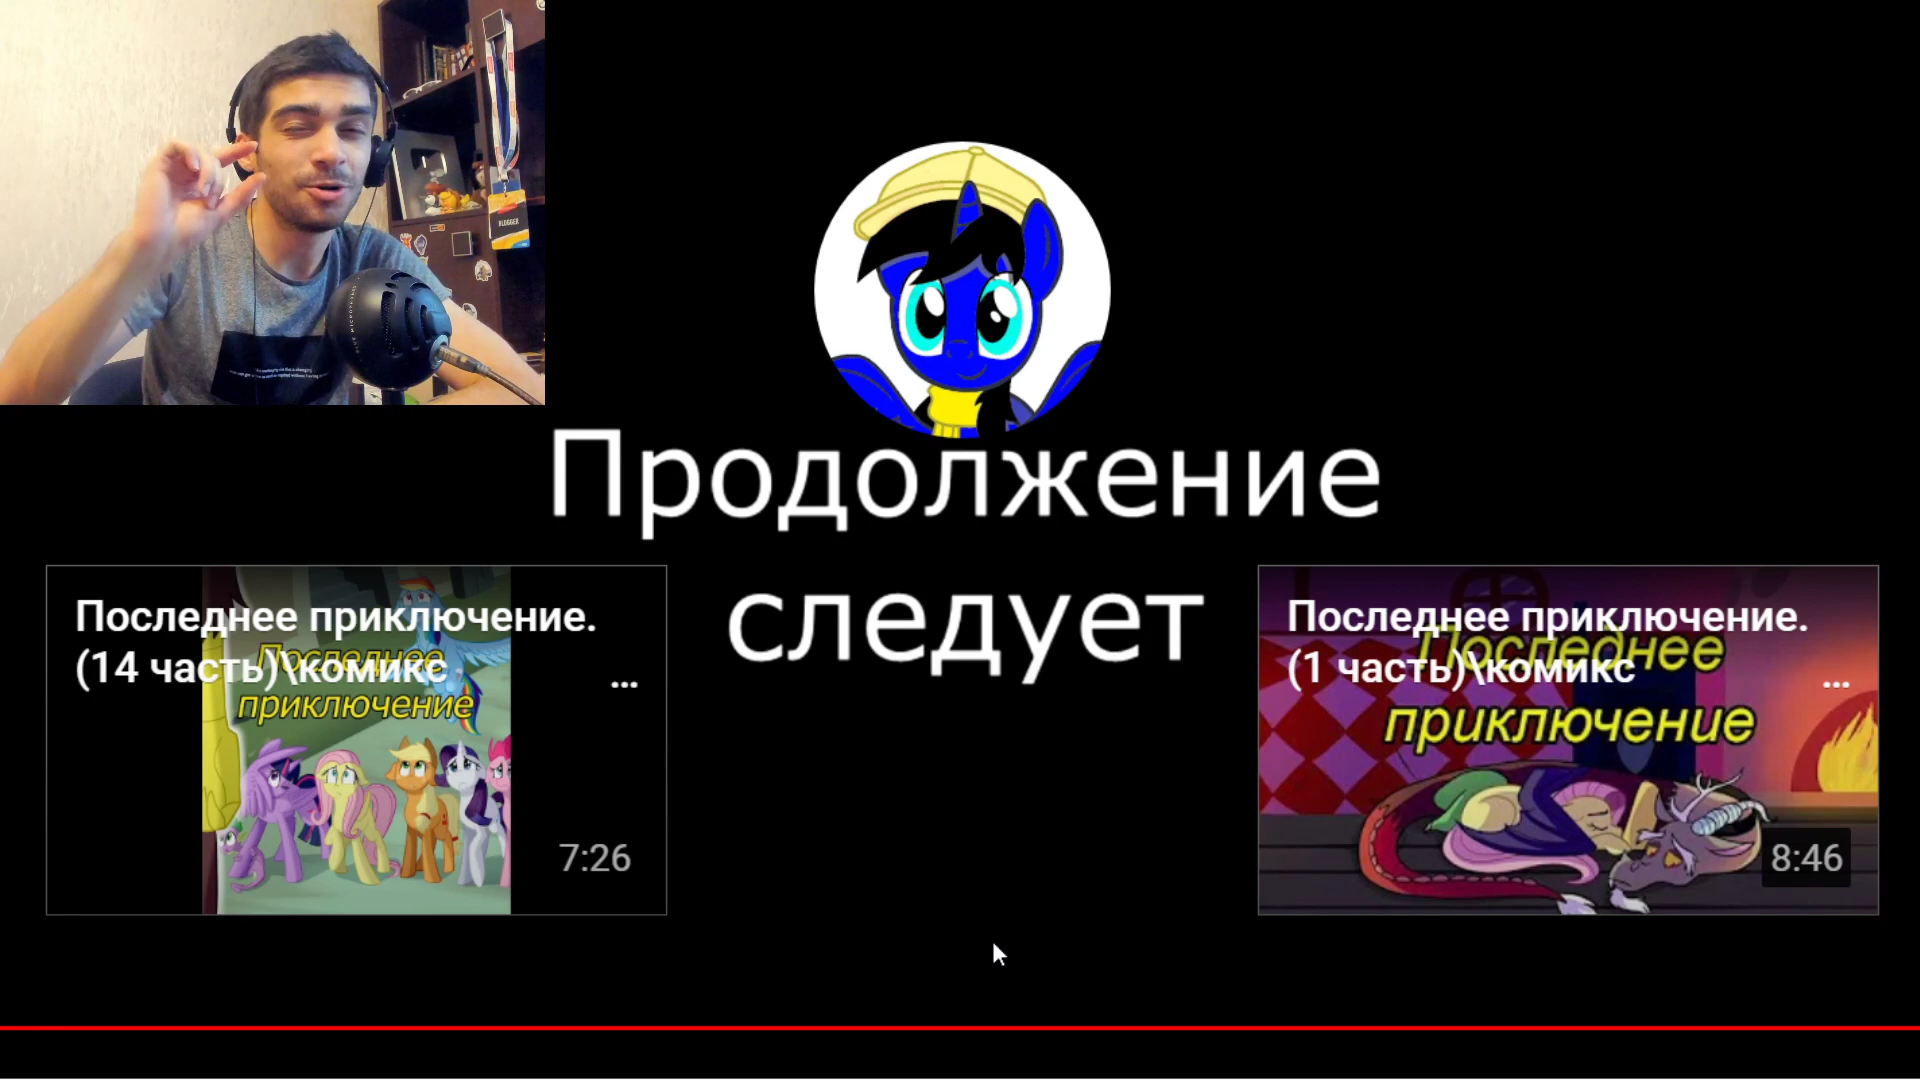 BLOGGER
Продолжение
следует
Последнее приключение.
(14 часть)\комикс
...
Последнее
приключение
7:26
Последнее приключение.
(1 часть)\комикс
...
Последнее
приключение
8:46